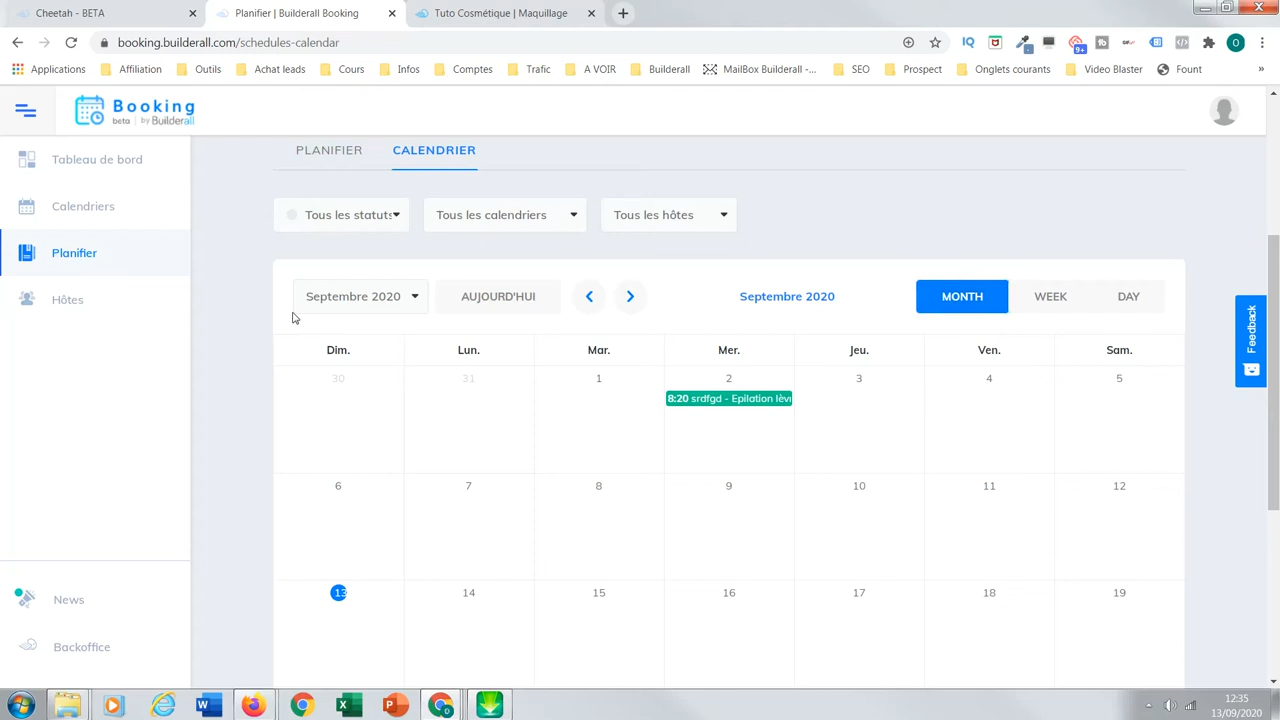 Cheetah - BETA
Planifier | Builderall Booking
Tuto Cosmétique | Maquillage
booking.builderall.com/schedules-calendar
Applications
Affiliation
Outils
Achat leads
Cours
Infos
Comptes
Trafic
A VOIR
Builderall
MailBox Builderall -...
SEO
Prospect
Onglets courants
Video Blaster
Fount
Booking
beta | by Builderall
Tableau de bord
Calendriers
Planifier
Hôtes
News
Backoffice
PLANIFIER
CALENDRIER
Tous les statuts
Tous les calendriers
Tous les hôtes
Septembre 2020
AUJOURD'HUI
Septembre 2020
MONTH
WEEK
DAY
Dim. Lun. Mar. Mer. Jeu. Ven. Sam.
30 31 1 2 3 4 5
8:20 srdfgd - Epilation lèvr
6 7 8 9 10 11 12
13 14 15 16 17 18 19
Feedback
12:35
13/09/2020